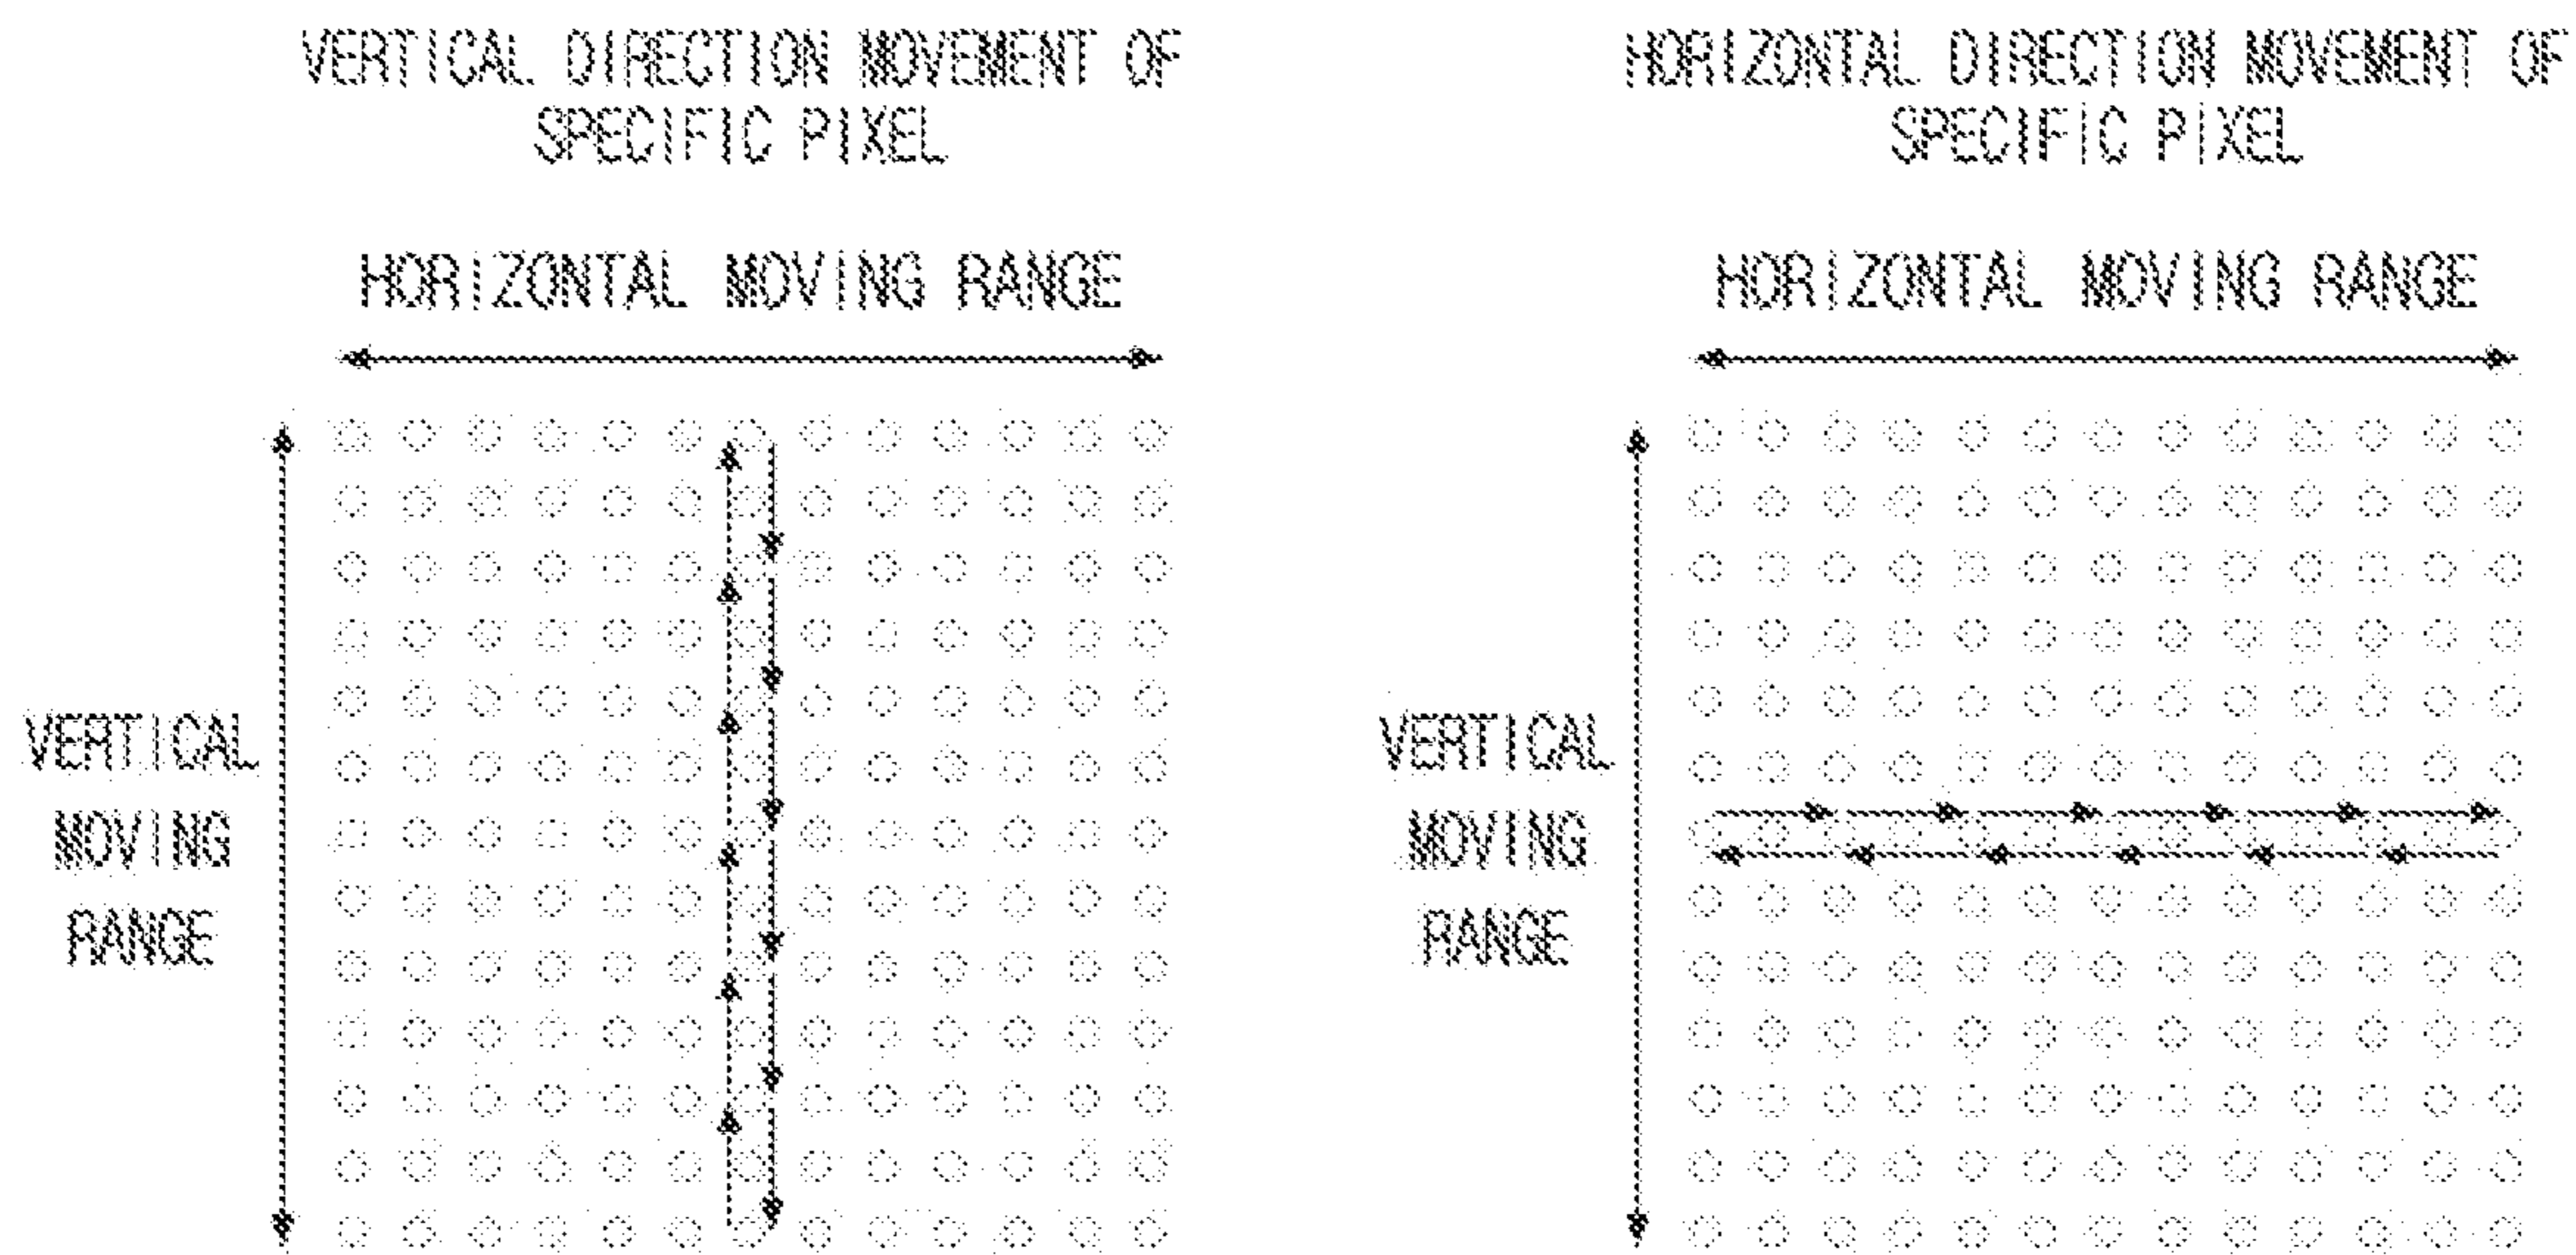 VERTICAL DIRECTION MOVEMENT OF
SPECIFIC PIXEL
HORIZONTAL MOVING RANGE
VERTICAL
MOVING
RANGE
HORIZONTAL DIRECTION MOVEMENT OF
SPECIFIC PIXEL
HORIZONTAL MOVING RANGE
VERTICAL
MOVING
RANGE